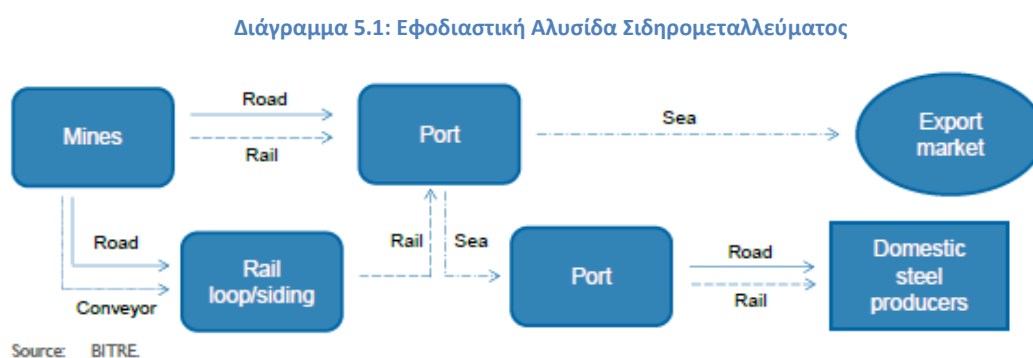 Διάγραμμα 5.1: Εφοδιαστική Αλυσίδα Σιδηρομεταλλεύματος
Mines
Road
Rail
Port
Sea
Export
market
Road
Conveyor
Rail
loop/siding
Rail
Sea
Port
Road
Rail
Domestic
steel
producers
Source: BITRE.